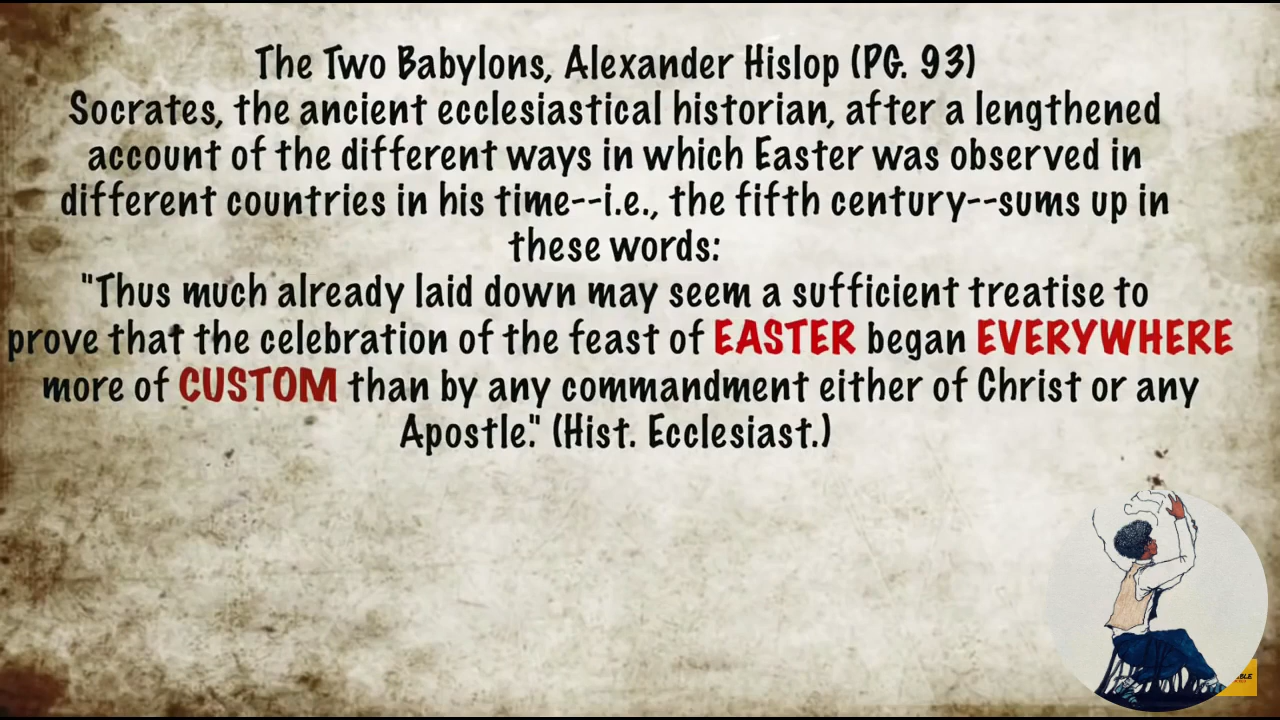 The Two Babylons, Alexander Hislop (PG. 93)
Socrates, the ancient ecclesiastical historian, after a lengthened
account of the different ways in which Easter was observed in
different countries in his time--i.e., the fifth century--sums up in
these words:
"Thus much already laid down may seem a sufficient treatise to
prove that the celebration of the feast of EASTER began EVERYWHERE
more of CUSTOM than by any commandment either of Christ or any
Apostle." (Hist. Ecclesiast.)